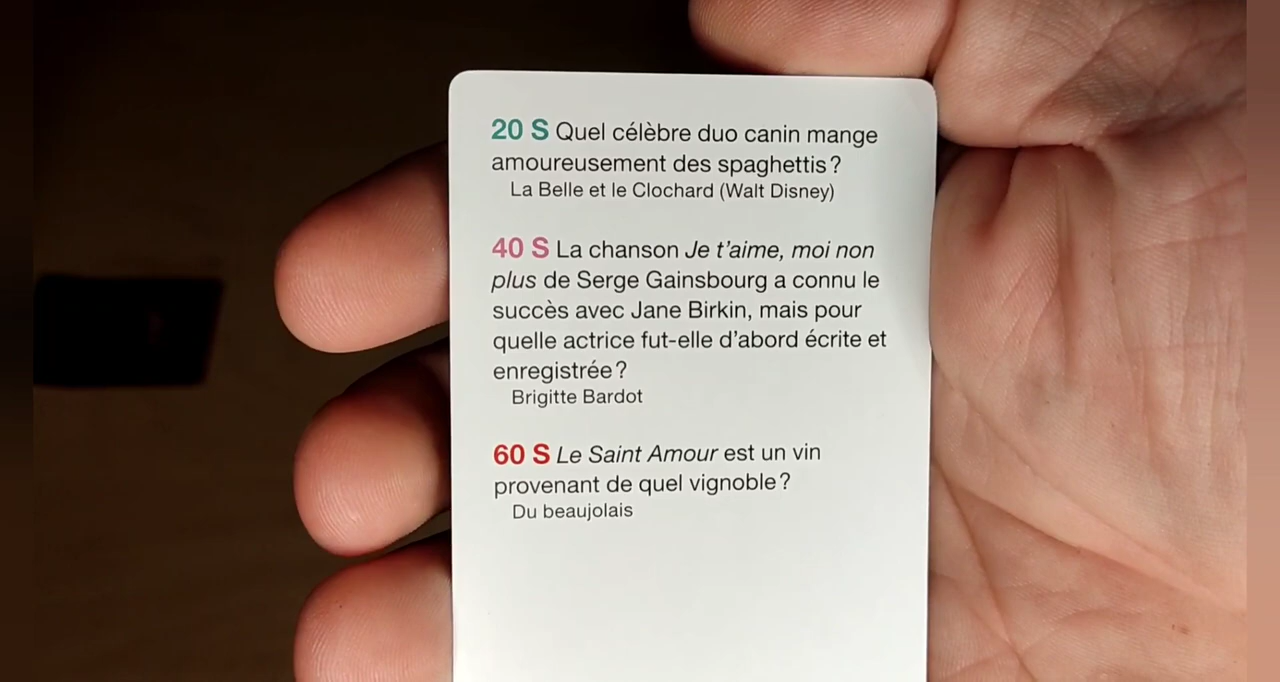 20 S Quel célèbre duo canin mange
amoureusement des spaghettis ?
La Belle et le Clochard (Walt Disney)
40 S La chanson Je t’aime, moi non
plus de Serge Gainsbourg a connu le
succès avec Jane Birkin, mais pour
quelle actrice fut-elle d’abord écrite et
enregistrée ?
Brigitte Bardot
60 S Le Saint Amour est un vin
provenant de quel vignoble ?
Du beaujolais